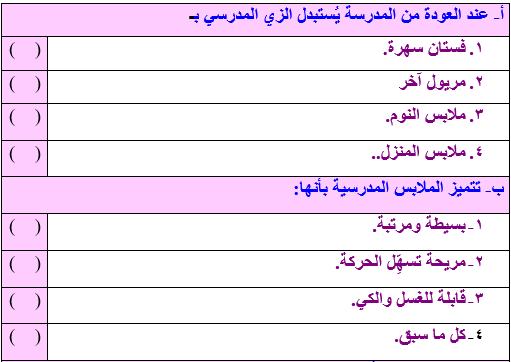 أ- عند العودة من المدرسة يُستبدل الزي المدرسي بـ
١. فستان سهرة. ( )
٢. مريول آخر ( )
٣. ملابس النوم. ( )
٤. ملابس المنزل.. ( )
ب- تتميز الملابس المدرسية بأنها:
١- بسيطة ومرتبة. ( )
٢- مريحة تسهِّل الحركة. ( )
٣- قابلة للغسل والكي. ( )
٤- كل ما سبق. ( )